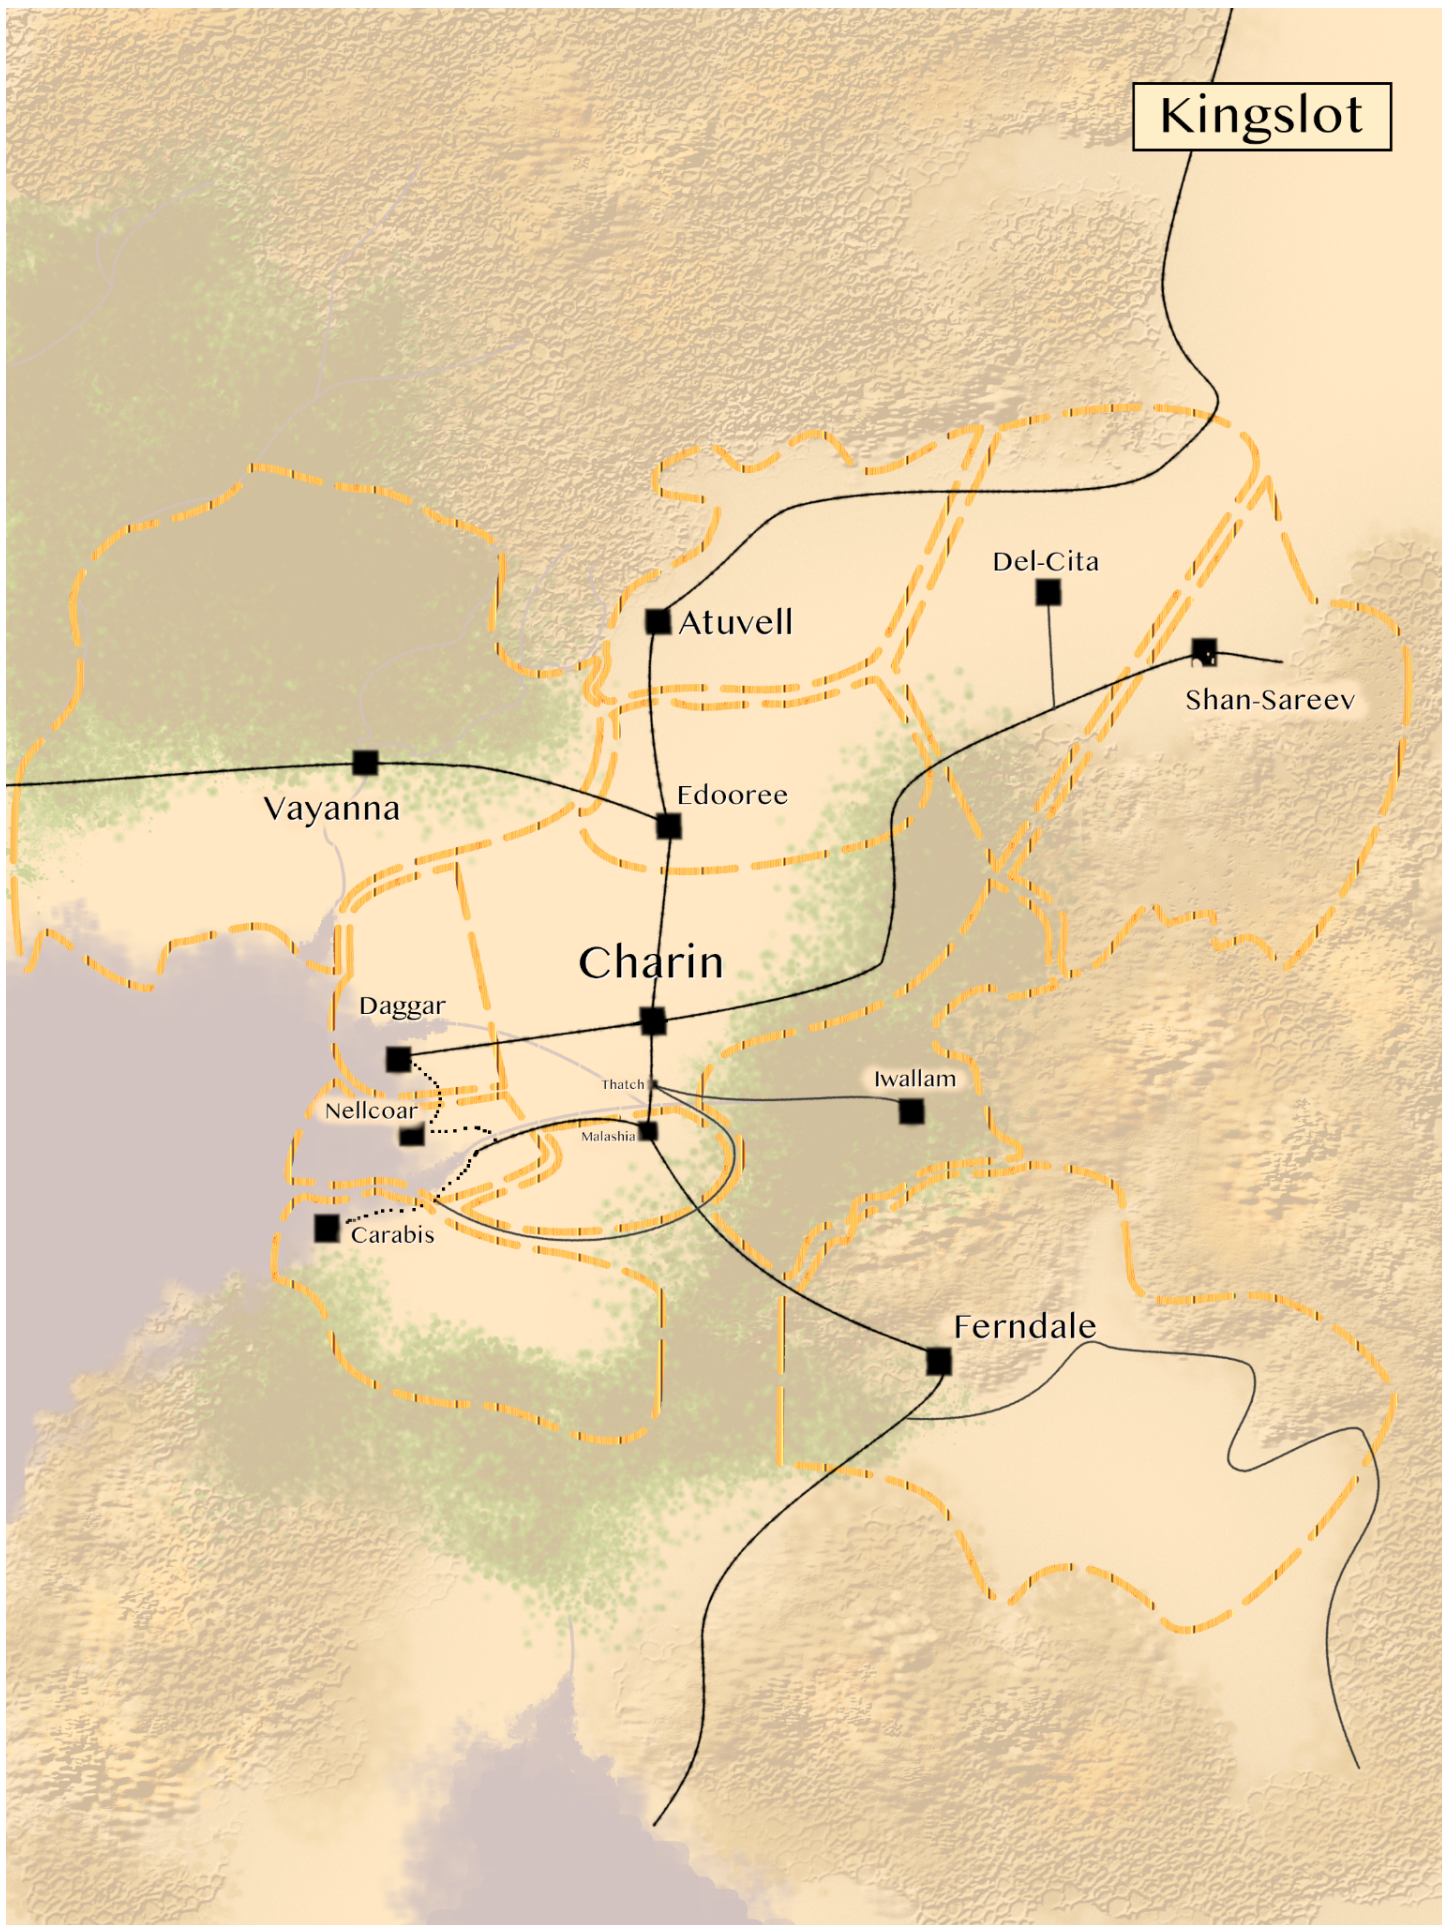 Kingslot
Del-Cita
Atuvell
Shan-Sareev
Edooree
Vayanna
Charin
Daggar
Iwallam
Thatch
Nellcoar
Malashia
Carabis
Ferndale